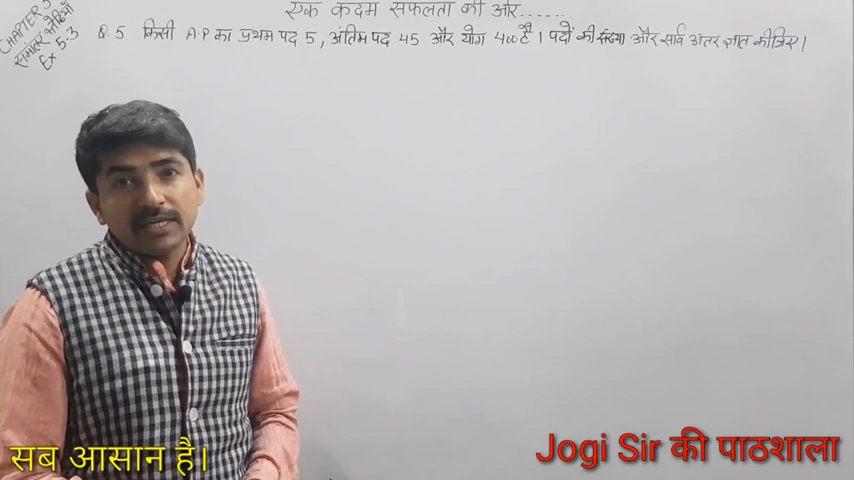 एक कदम सफलता की ओर......
CHAPTER 5
समांतर श्रेढियाँ
Ex 5.3
Q.5 किसी A.P का प्रथम पद 5, अंतिम पद 45 और योग 400 है। पदों की संख्या और सार्व अंतर ज्ञात कीजिए।
सब आसान है।
Jogi Sir की पाठशाला